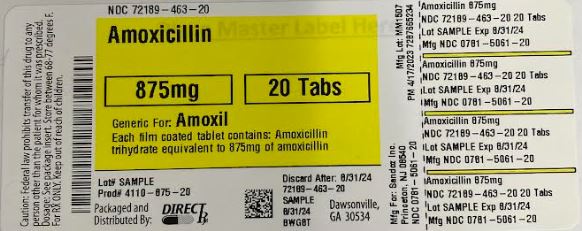 NDC 72189-463-20
Amoxicillin
875mg
20 Tabs
Generic For: Amoxil
Each film coated tablet contains: Amoxicillin
trihydrate equivalent to 875mg of amoxicillin
Lot# SAMPLE
Prod# 4110-875-20
Packaged and
Distributed By:
DIRECT Rx
Discard After: 8/31/24
72189-463-20
SAMPLE
8/31/24
BWG8T
Dawsonville,
GA 30534
Caution: Federal law prohibits transfer of this drug to any
person other than the patient for whom it was prescribed.
Dosage: See package insert. Store between 68-77 degrees F.
For RX ONLY. Keep out of reach of children.
Mfg Lot: MM1607
PM 4/17/2023 7287665234
Mfg For: Sandoz Inc.
Princeton, NJ 08540
NDC 0781-5061-20
Amoxicillin 875mg
NDC 72189-463-20 20 Tabs
Lot SAMPLE Exp 8/31/24
Mfg NDC 0781-5061-20
Amoxicillin 875mg
NDC 72189-463-20 20 Tabs
Lot SAMPLE Exp 8/31/24
Mfg NDC 0781-5061-20
Amoxicillin 875mg
NDC 72189-463-20 20 Tabs
Lot SAMPLE Exp 8/31/24
Mfg NDC 0781-5061-20
Amoxicillin 875mg
NDC 72189-463-20 20 Tabs
Lot SAMPLE Exp 8/31/24
Mfg NDC 0781-5061-20